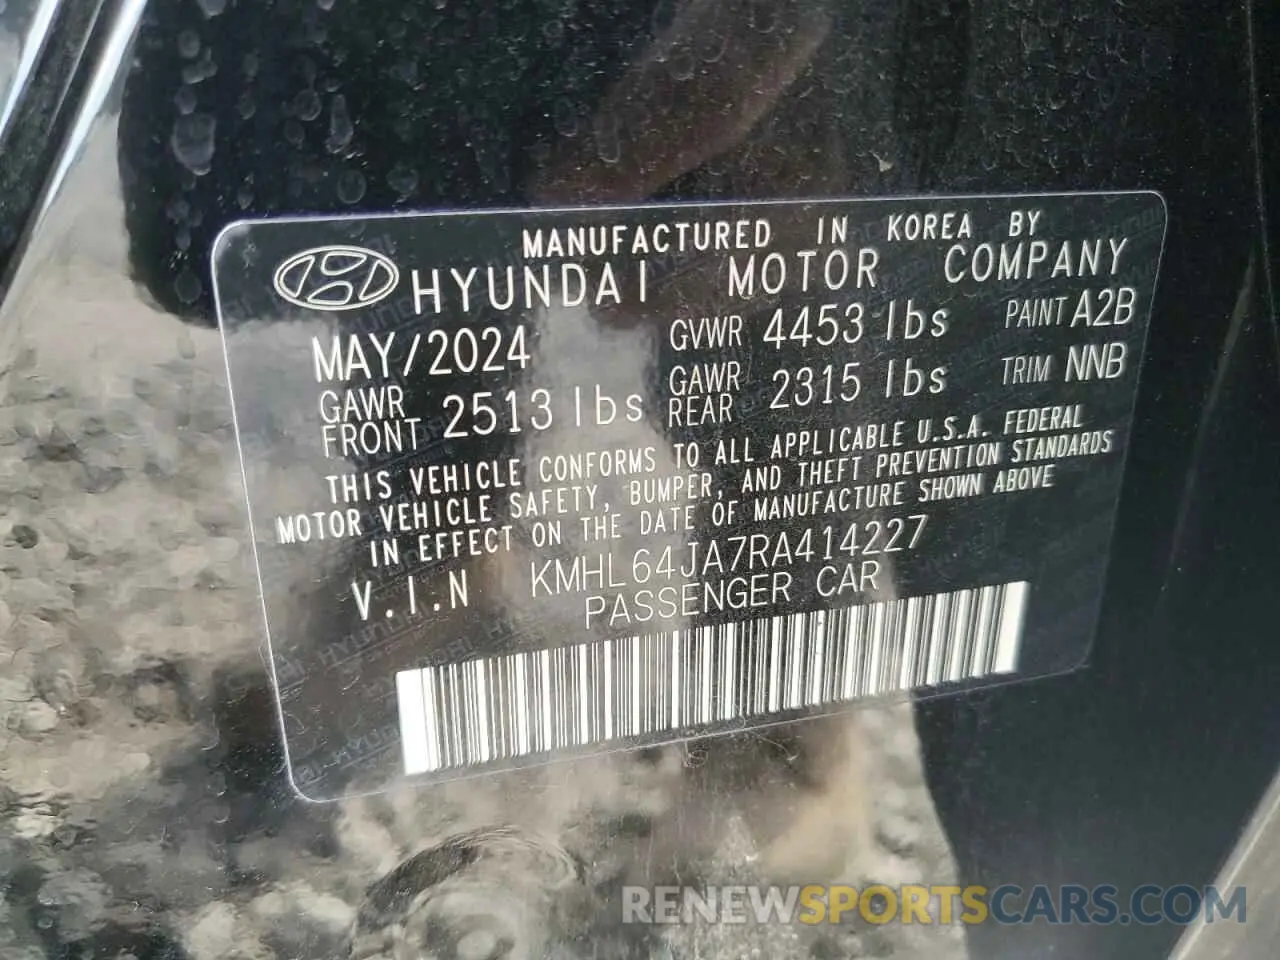 MANUFACTURED IN KOREA BY
HYUNDAI MOTOR COMPANY
MAY/2024 GVWR 4453 lbs PAINT A2B
GAWR FRONT 2513 lbs GAWR REAR 2315 lbs TRIM NNB
THIS VEHICLE CONFORMS TO ALL APPLICABLE U.S.A. FEDERAL
MOTOR VEHICLE SAFETY, BUMPER, AND THEFT PREVENTION STANDARDS
IN EFFECT ON THE DATE OF MANUFACTURE SHOWN ABOVE
V.I.N KMHL64JA7RA414227
PASSENGER CAR
RENEWSPORTSCARS.COM